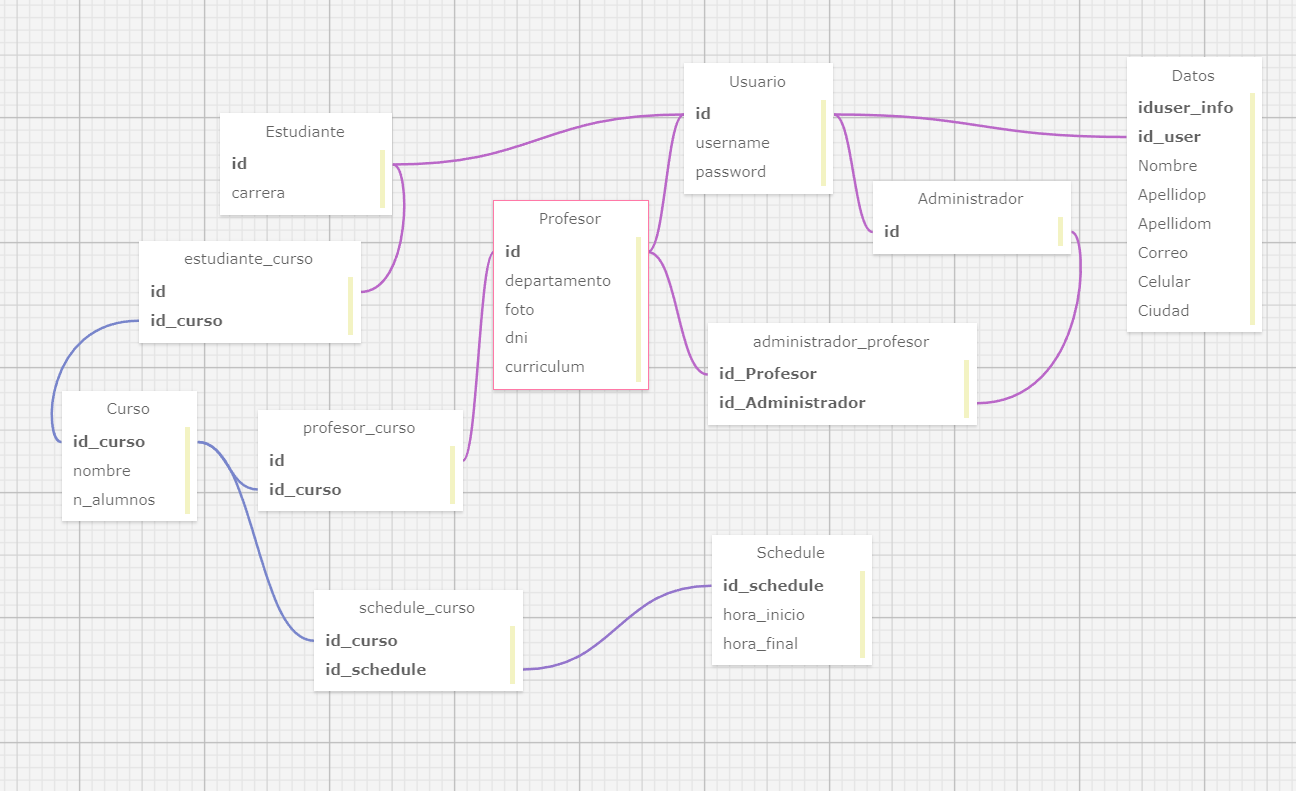 Usuario
id
username
password
Datos
iduser_info
id_user
Nombre
Apellidop
Apellidom
Correo
Celular
Ciudad
Estudiante
id
carrera
Administrador
id
Profesor
id
departamento
foto
dni
curriculum
estudiante_curso
id
id_curso
administrador_profesor
id_Profesor
id_Administrador
Curso
id_curso
nombre
n_alumnos
profesor_curso
id
id_curso
Schedule
id_schedule
hora_inicio
hora_final
schedule_curso
id_curso
id_schedule